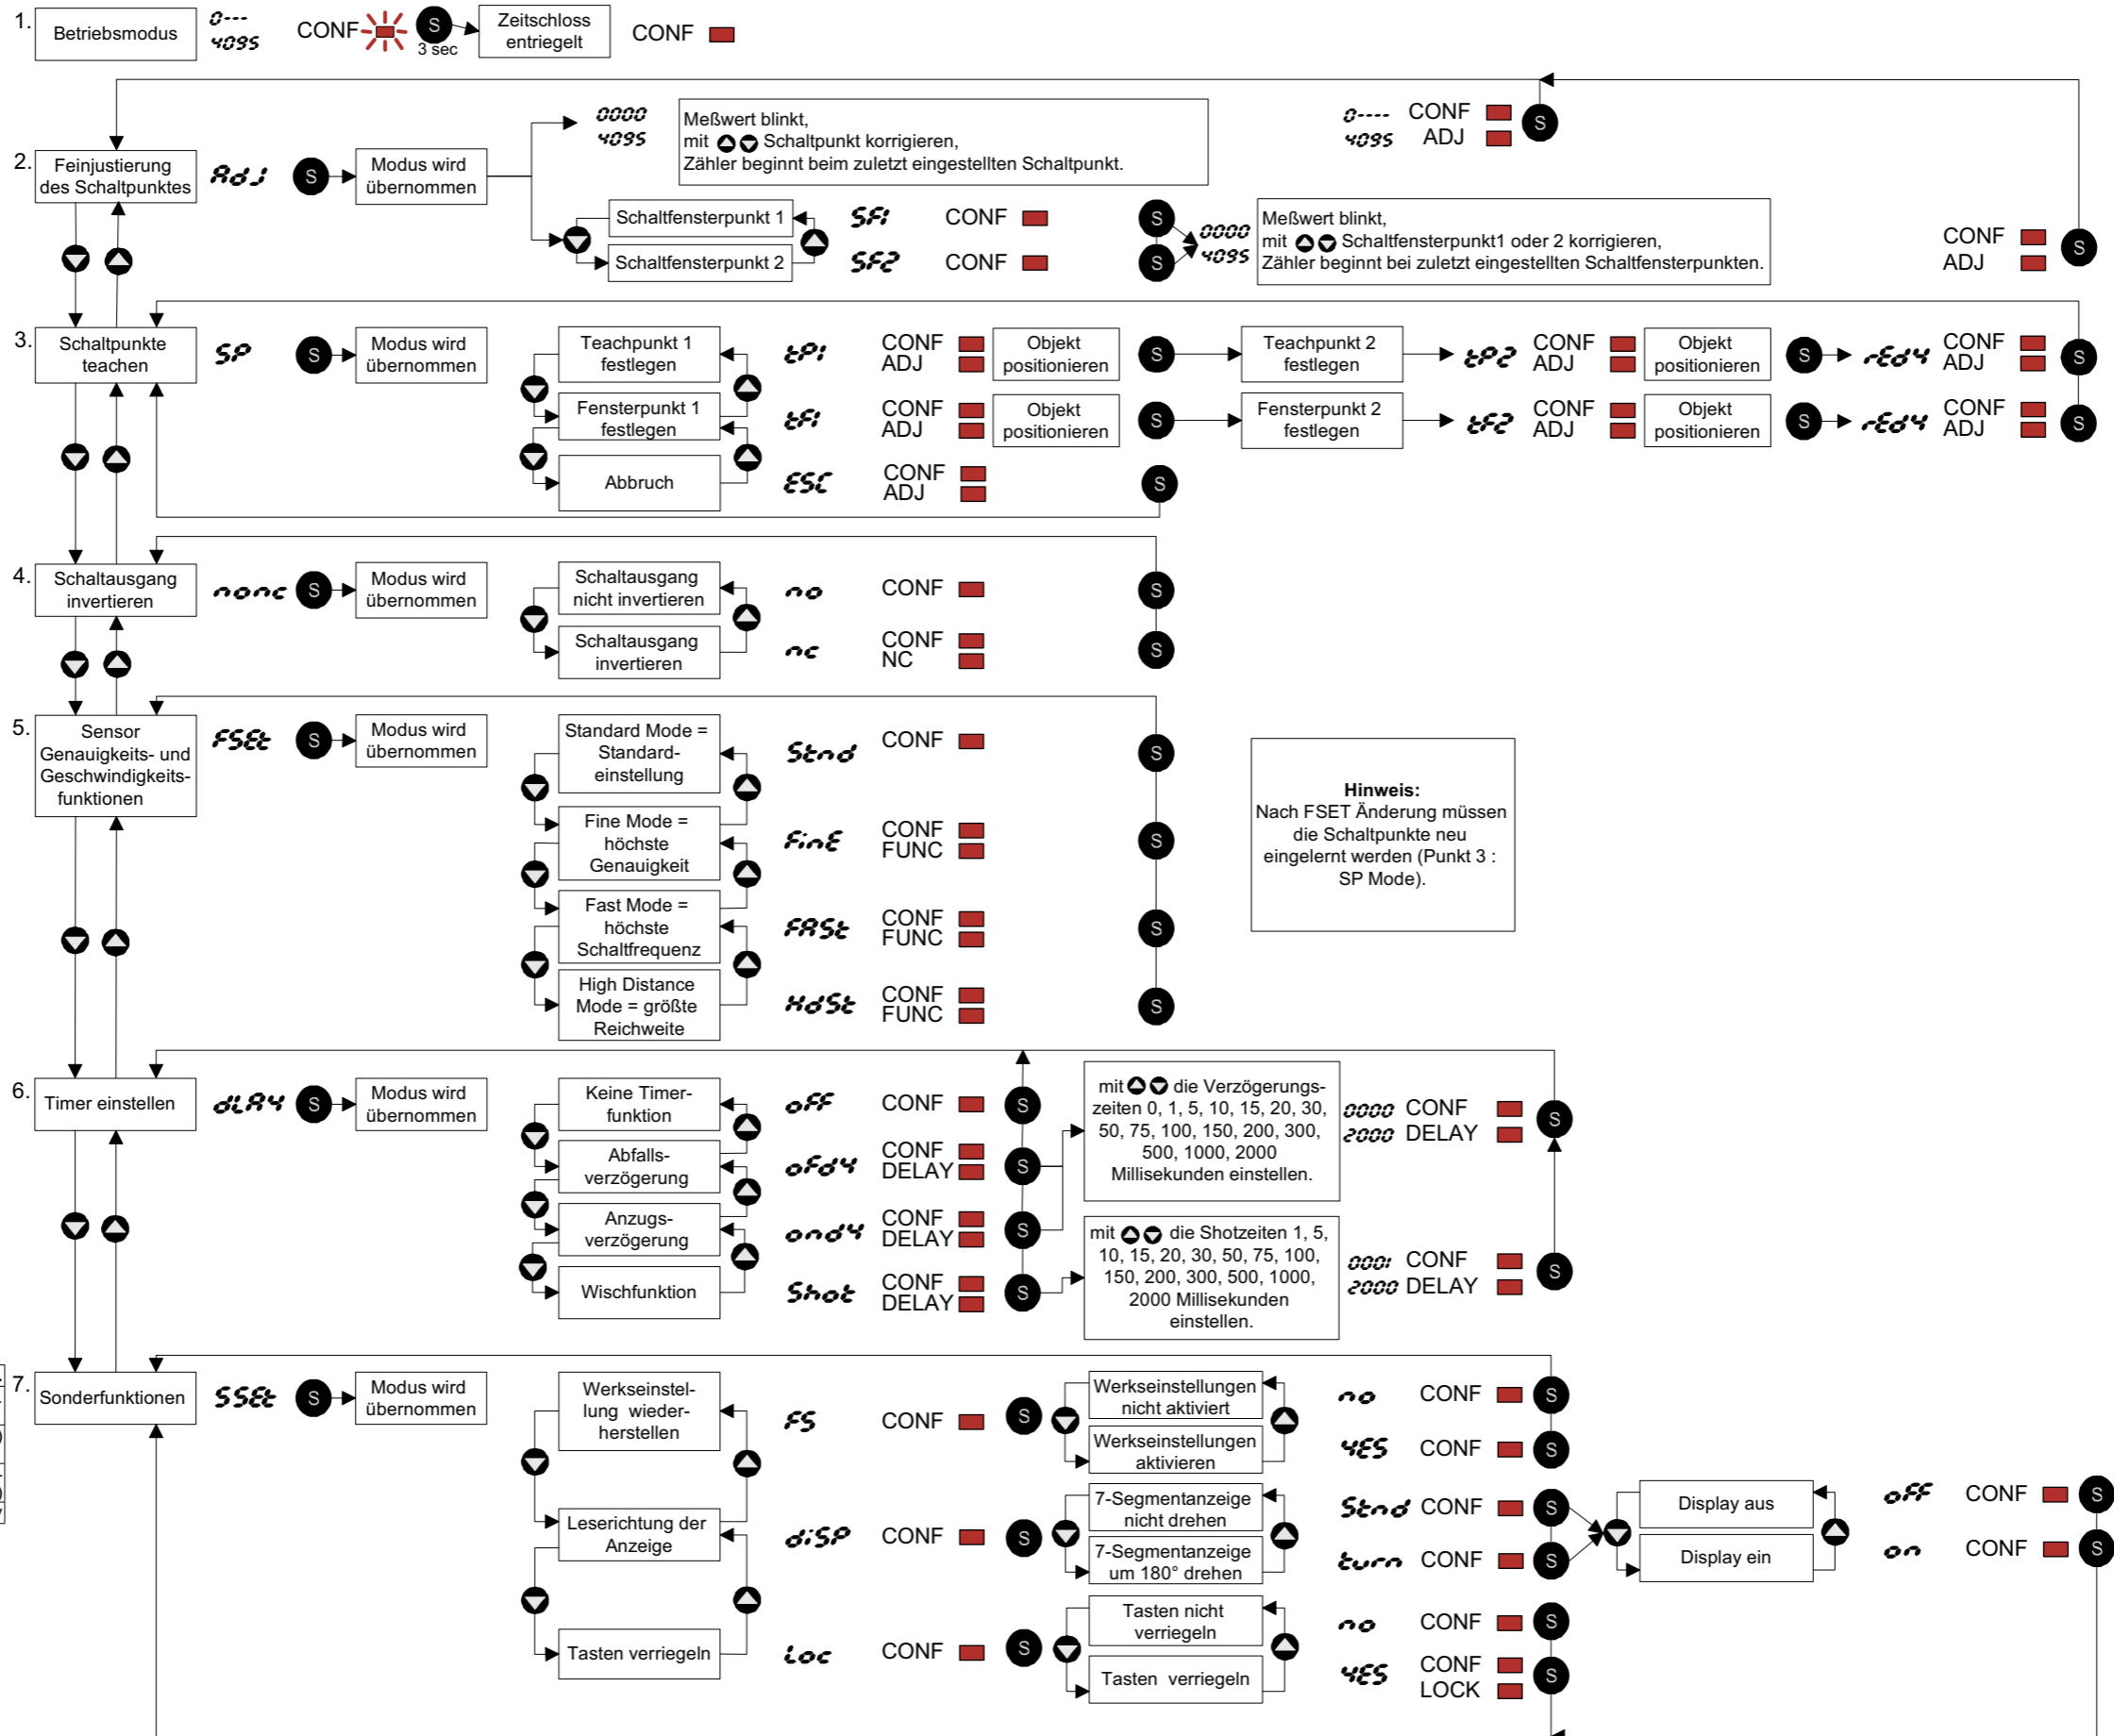 1.
Betriebsmodus
0---
4095
CONF
S
3 sec
Zeitschloss
entriegelt
CONF
2.
Feinjustierung
des Schaltpunktes
AdJ
S
Modus wird
übernommen
0000
4095
Meßwert blinkt,
mit Schaltpunkt korrigieren,
Zähler beginnt beim zuletzt eingestellten Schaltpunkt.
0----
4095
CONF
ADJ
S
Schaltfensterpunkt 1
SF1
CONF
S
Schaltfensterpunkt 2
SF2
CONF
S
0000
4095
Meßwert blinkt,
mit Schaltfensterpunkt1 oder 2 korrigieren,
Zähler beginnt bei zuletzt eingestellten Schaltfensterpunkten.
CONF
ADJ
S
3.
Schaltpunkte
teachen
SP
S
Modus wird
übernommen
Teachpunkt 1
festlegen
tP1
CONF
ADJ
Objekt
positionieren
S
Teachpunkt 2
festlegen
tP2
CONF
ADJ
Objekt
positionieren
S
rEdY
CONF
ADJ
S
Fensterpunkt 1
festlegen
tF1
CONF
ADJ
Objekt
positionieren
S
Fensterpunkt 2
festlegen
tF2
CONF
ADJ
Objekt
positionieren
S
rEdY
CONF
ADJ
S
Abbruch
ESC
CONF
ADJ
S
4.
Schaltausgang
invertieren
nonc
S
Modus wird
übernommen
Schaltausgang
nicht invertieren
no
CONF
S
Schaltausgang
invertieren
nc
CONF
NC
S
5.
Sensor
Genauigkeits- und
Geschwindigkeits-
funktionen
FSEt
S
Modus wird
übernommen
Standard Mode =
Standard-
einstellung
Stnd
CONF
S
Fine Mode =
höchste
Genauigkeit
FinE
CONF
FUNC
S
Fast Mode =
höchste
Schaltfrequenz
FASt
CONF
FUNC
S
High Distance
Mode = größte
Reichweite
HdSt
CONF
FUNC
S
Hinweis:
Nach FSET Änderung müssen
die Schaltpunkte neu
eingelernt werden (Punkt 3 :
SP Mode).
6.
Timer einstellen
dLAY
S
Modus wird
übernommen
Keine Timer-
funktion
oFF
CONF
S
Abfalls-
verzögerung
oFdY
CONF
DELAY
S
Anzugs-
verzögerung
ondY
CONF
DELAY
S
Wischfunktion
Shot
CONF
DELAY
S
mit die Verzögerungs-
zeiten 0, 1, 5, 10, 15, 20, 30,
50, 75, 100, 150, 200, 300,
500, 1000, 2000
Millisekunden einstellen.
0000
2000
CONF
DELAY
S
mit die Shotzeiten 1, 5,
10, 15, 20, 30, 50, 75, 100,
150, 200, 300, 500, 1000,
2000 Millisekunden
einstellen.
0001
2000
CONF
DELAY
S
7.
Sonderfunktionen
SSEt
S
Modus wird
übernommen
Werkseinstel-
lung wieder-
herstellen
FS
CONF
S
Werkseinstellungen
nicht aktiviert
no
CONF
S
Werkseinstellungen
aktivieren
YES
CONF
S
Leserichtung der
Anzeige
diSP
CONF
S
7-Segmentanzeige
nicht drehen
Stnd
CONF
S
7-Segmentanzeige
um 180° drehen
turn
CONF
S
Display aus
oFF
CONF
S
Display ein
on
CONF
S
Tasten verriegeln
Loc
CONF
S
Tasten nicht
verriegeln
no
CONF
S
Tasten verriegeln
YES
CONF
LOCK
S